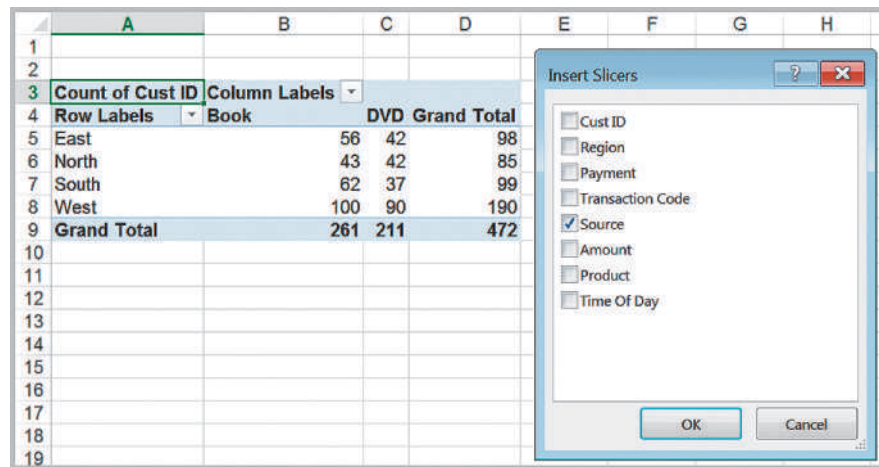 A B C D E F G H
1
2
3 Count of Cust ID Column Labels
4 Row Labels Book DVD Grand Total
5 East 56 42 98
6 North 43 42 85
7 South 62 37 99
8 West 100 90 190
9 Grand Total 261 211 472
10
11
12
13
14
15
16
17
18
19
Insert Slicers ?
Cust ID
Region
Payment
Transaction Code
Source
Amount
Product
Time Of Day
OK Cancel